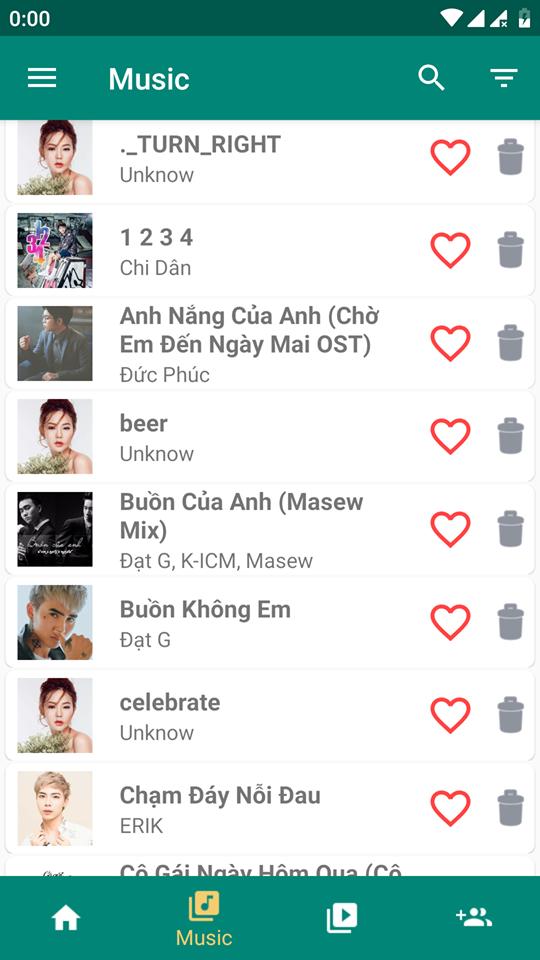 0:00
Music
._TURN_RIGHT
Unknow
1 2 3 4
Chi Dân
Anh Nắng Của Anh (Chờ
Em Đến Ngày Mai OST)
Đức Phúc
beer
Unknow
Buồn Của Anh (Masew
Mix)
Đạt G, K-ICM, Masew
Buồn Không Em
Đạt G
celebrate
Unknow
Chạm Đáy Nỗi Đau
ERIK
Cô Gái Ngày Hôm Qua (Cô
Music